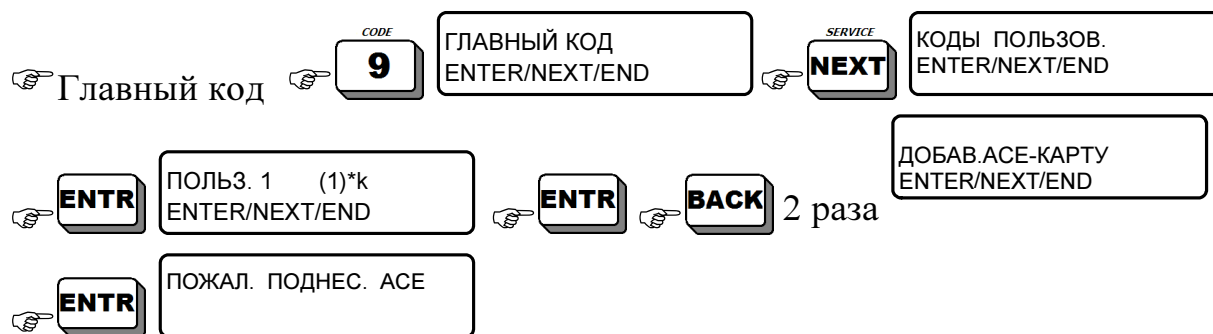 CODE
9
ГЛАВНЫЙ КОД
ENTER/NEXT/END
SERVICE
NEXT
КОДЫ ПОЛЬЗОВ.
ENTER/NEXT/END
Главный код
ENTR
ПОЛЬЗ. 1 (1)*k
ENTER/NEXT/END
ENTR
BACK
2 раза
ДОБАВ.АСЕ-КАРТУ
ENTER/NEXT/END
ENTR
ПОЖАЛ. ПОДНЕС. АСЕ